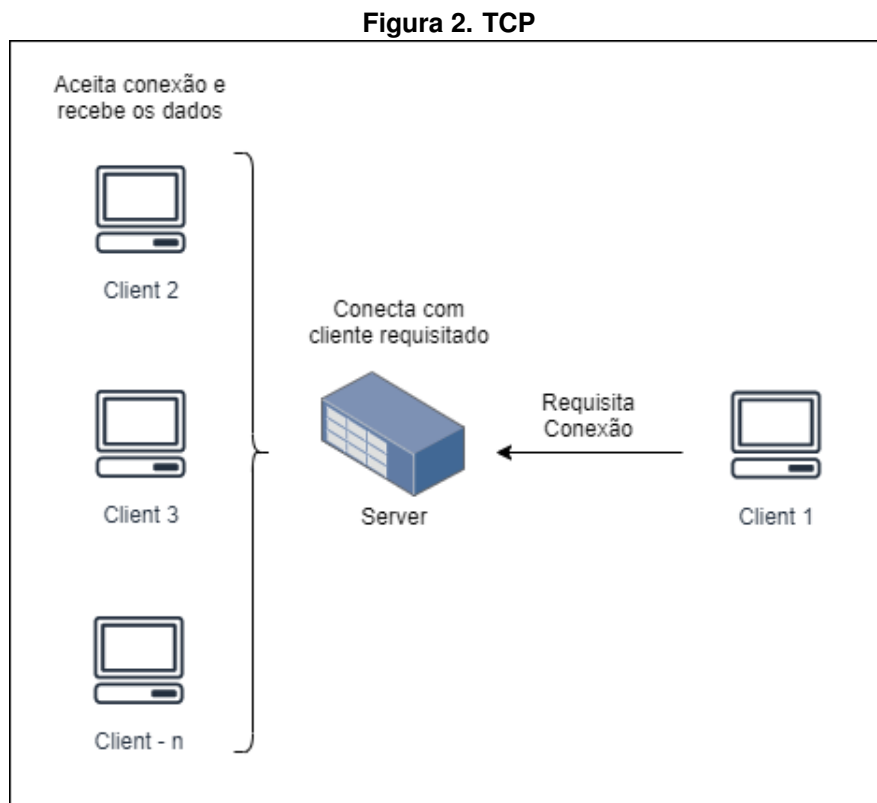 Figura 2. TCP
Aceita conexão e
recebe os dados
Client 2
Conecta com
cliente requisitado
Requisita
Conexão
Client 3
Server
Client 1
Client - n